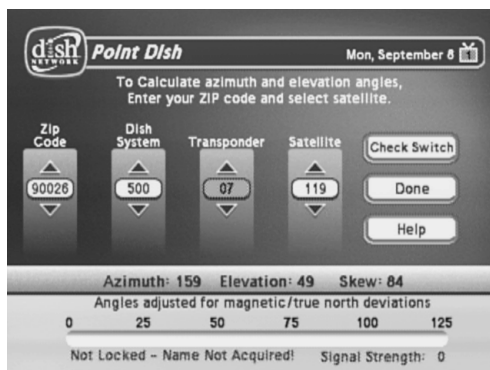 dish
NETWORK
Point Dish
Mon, September 8
1
To Calculate azimuth and elevation angles,
Enter your ZIP code and select satellite.
Zip
Code
Dish
System
Transponder
Satellite
90026
500
07
119
Check Switch
Done
Help
Azimuth: 159 Elevation: 49 Skew: 84
Angles adjusted for magnetic/true north deviations
0 25 50 75 100 125
Not Locked - Name Not Acquired! Signal Strength: 0